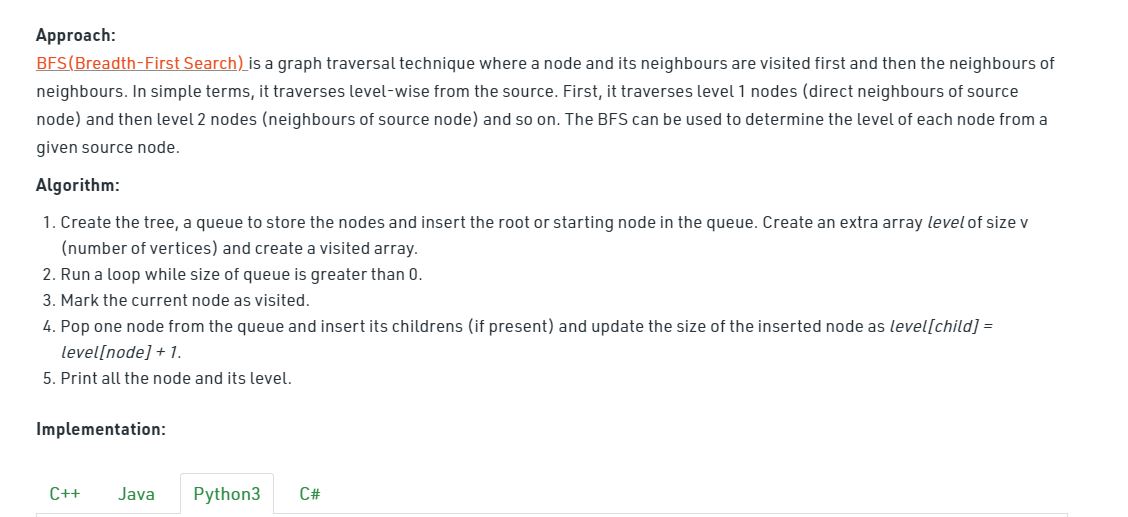 Approach:
BFS(Breadth-First Search) is a graph traversal technique where a node and its neighbours are visited first and then the neighbours of
neighbours. In simple terms, it traverses level-wise from the source. First, it traverses level 1 nodes (direct neighbours of source
node) and then level 2 nodes (neighbours of source node) and so on. The BFS can be used to determine the level of each node from a
given source node.
Algorithm:
1. Create the tree, a queue to store the nodes and insert the root or starting node in the queue. Create an extra array level of size v
(number of vertices) and create a visited array.
2. Run a loop while size of queue is greater than 0.
3. Mark the current node as visited.
4. Pop one node from the queue and insert its childrens (if present) and update the size of the inserted node as level[child] =
level[node] + 1.
5. Print all the node and its level.
Implementation:
C++ Java Python3 C#